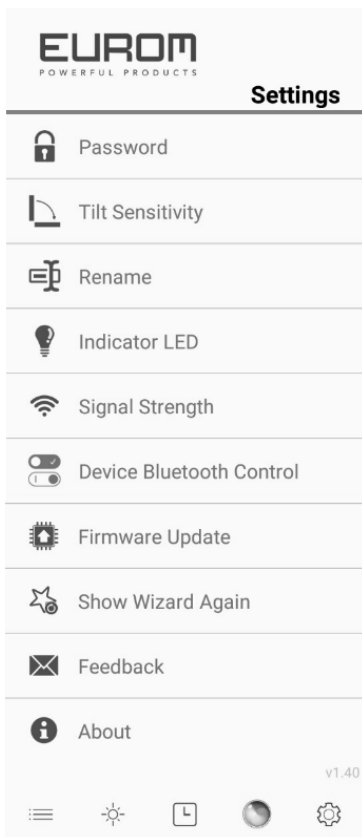 EUROM
POWERFUL PRODUCTS
Settings
Password
Tilt Sensitivity
Rename
Indicator LED
Signal Strength
Device Bluetooth Control
Firmware Update
Show Wizard Again
Feedback
About
v1.40